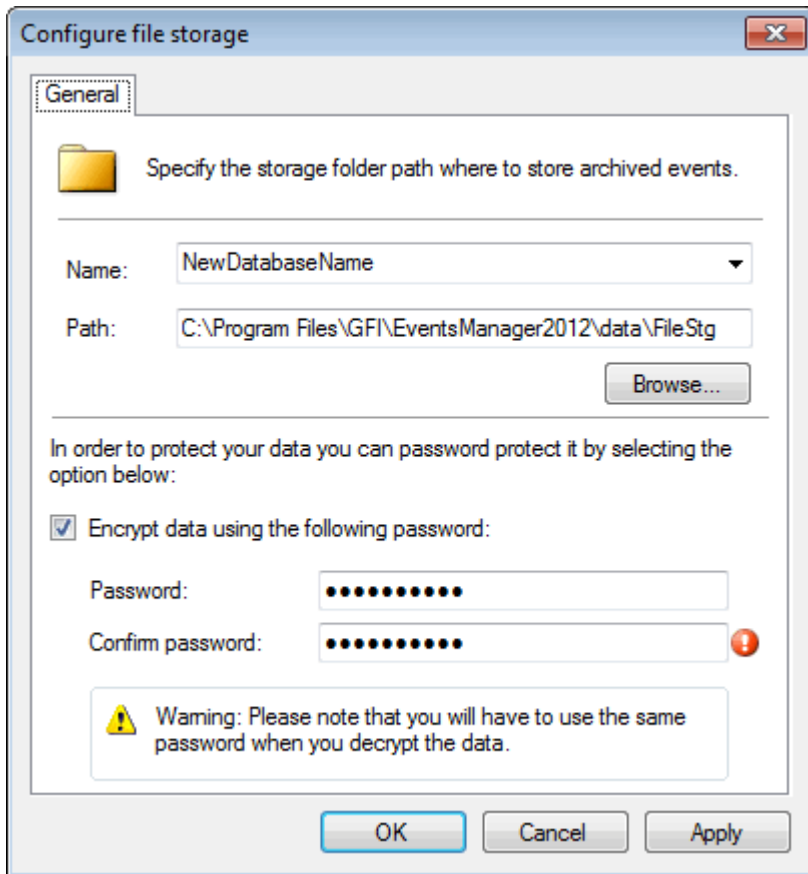 Configure file storage
General
Specify the storage folder path where to store archived events.
Name: NewDatabaseName
Path: C:\Program Files\GFI\EventsManager2012\data\FileStg
Browse...
In order to protect your data you can password protect it by selecting the
option below:
Encrypt data using the following password:
Password: ●●●●●●●●●●
Confirm password: ●●●●●●●●●●
Warning: Please note that you will have to use the same
password when you decrypt the data.
OK Cancel Apply